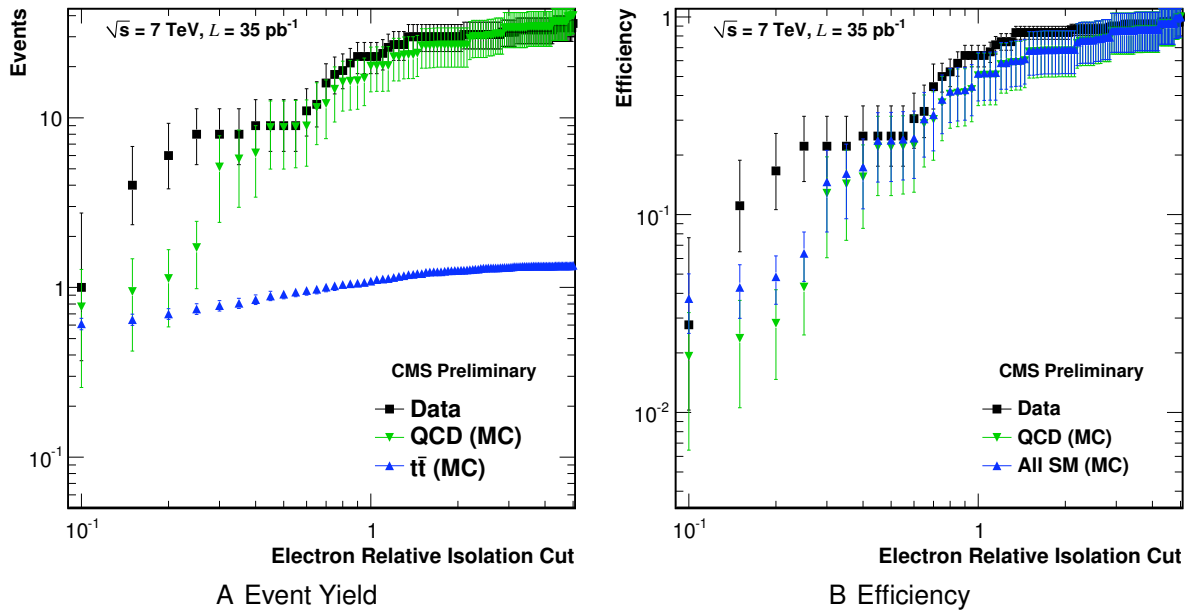 √s = 7 TeV, L = 35 pb⁻¹
Events
10
1
10⁻¹
CMS Preliminary
Data
QCD (MC)
tt̄ (MC)
10⁻¹
1
Electron Relative Isolation Cut
A Event Yield
√s = 7 TeV, L = 35 pb⁻¹
Efficiency
1
10⁻¹
10⁻²
CMS Preliminary
Data
QCD (MC)
All SM (MC)
10⁻¹
1
Electron Relative Isolation Cut
B Efficiency